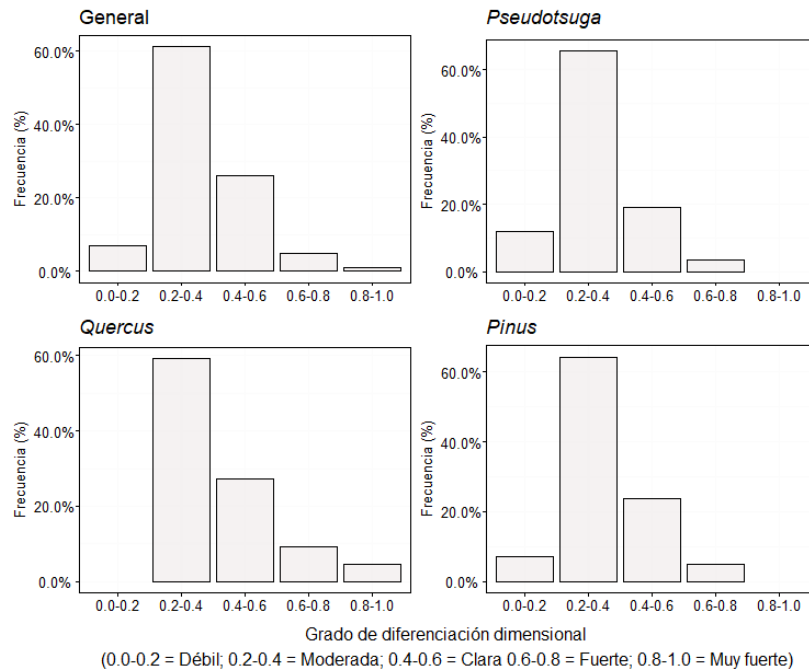 General
Frecuencia (%)
60.0%
40.0%
20.0%
0.0%
0.0-0.2 0.2-0.4 0.4-0.6 0.6-0.8 0.8-1.0
Pseudotsuga
Frecuencia (%)
60.0%
40.0%
20.0%
0.0%
0.0-0.2 0.2-0.4 0.4-0.6 0.6-0.8 0.8-1.0
Quercus
Frecuencia (%)
60.0%
40.0%
20.0%
0.0%
0.0-0.2 0.2-0.4 0.4-0.6 0.6-0.8 0.8-1.0
Pinus
Frecuencia (%)
60.0%
40.0%
20.0%
0.0%
0.0-0.2 0.2-0.4 0.4-0.6 0.6-0.8 0.8-1.0
Grado de diferenciación dimensional
(0.0-0.2 = Débil; 0.2-0.4 = Moderada; 0.4-0.6 = Clara 0.6-0.8 = Fuerte; 0.8-1.0 = Muy fuerte)